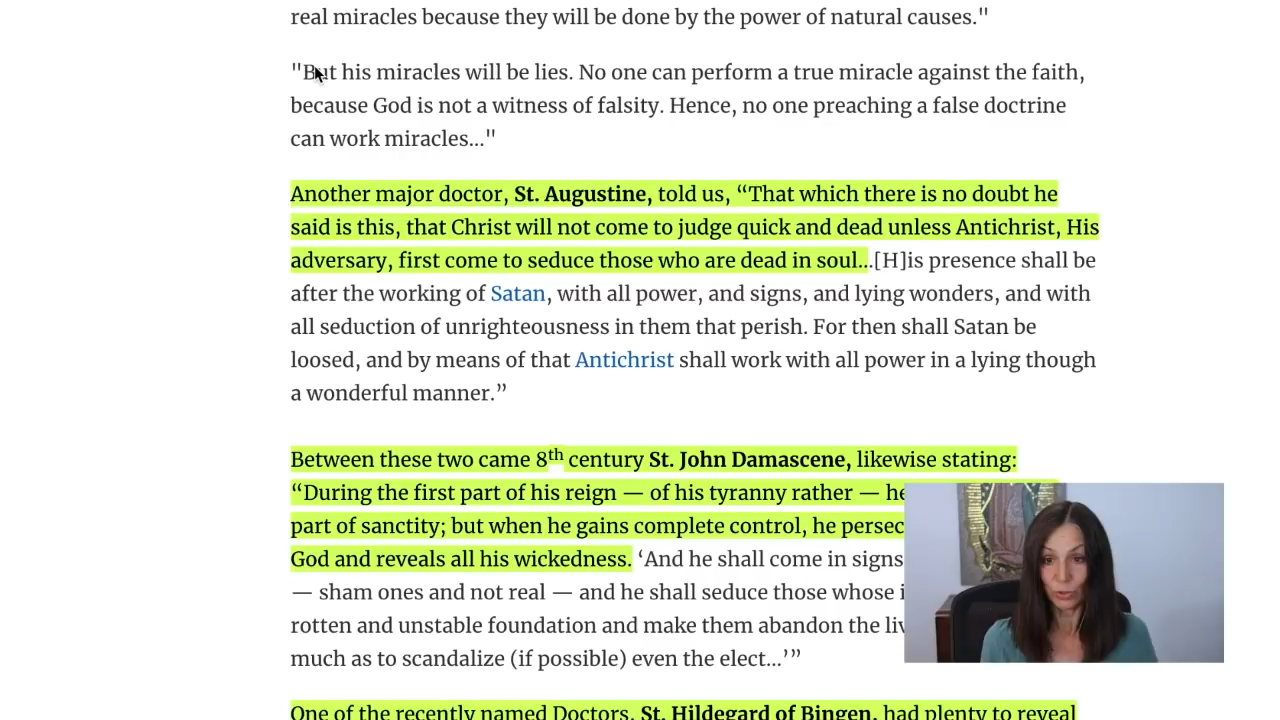 real miracles because they will be done by the power of natural causes."
"But his miracles will be lies. No one can perform a true miracle against the faith,
because God is not a witness of falsity. Hence, no one preaching a false doctrine
can work miracles..."
Another major doctor, St. Augustine, told us, “That which there is no doubt he
said is this, that Christ will not come to judge quick and dead unless Antichrist, His
adversary, first come to seduce those who are dead in soul...[H]is presence shall be
after the working of Satan, with all power, and signs, and lying wonders, and with
all seduction of unrighteousness in them that perish. For then shall Satan be
loosed, and by means of that Antichrist shall work with all power in a lying though
a wonderful manner.”
Between these two came 8th century St. John Damascene, likewise stating:
“During the first part of his reign — of his tyranny rather — he
part of sanctity; but when he gains complete control, he
God and reveals all his wickedness. ‘And he shall come in signs
— sham ones and not real — and he shall seduce those whose
rotten and unstable foundation and make them abandon the
much as to scandalize (if possible) even the elect...’”
One of the recently named Doctors, St. Hildegard of Bingen, had plenty to reveal